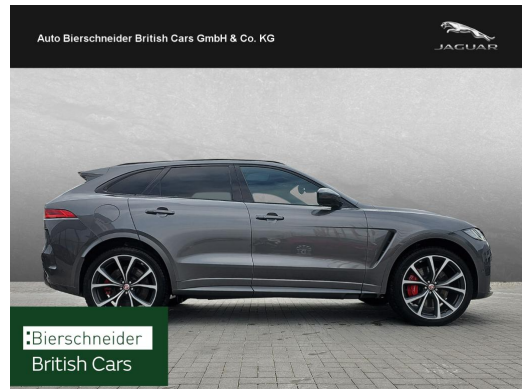 Auto Bierschneider British Cars GmbH & Co. KG
JAGUAR
:Bierschneider
British Cars